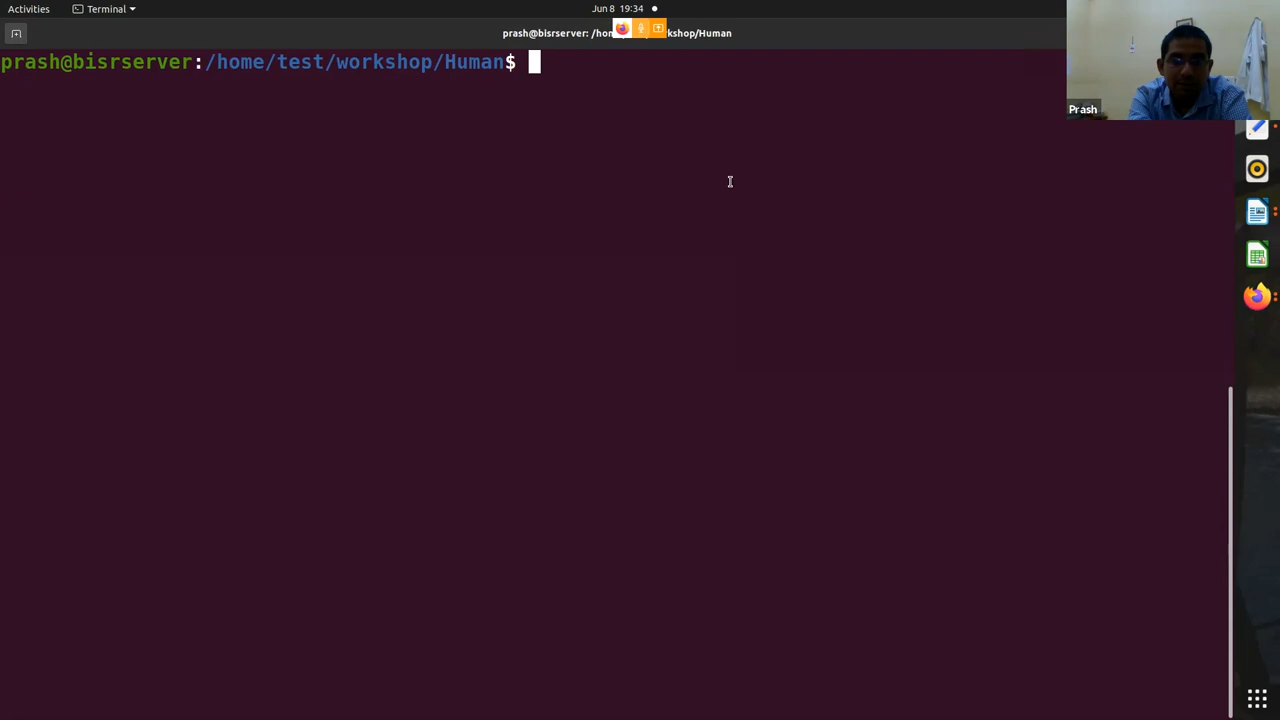 Activities
Terminal
Jun 8 19:34
prash@bisrserver: /hom
kshop/Human
prash@bisrserver:/home/test/workshop/Human$
Prash